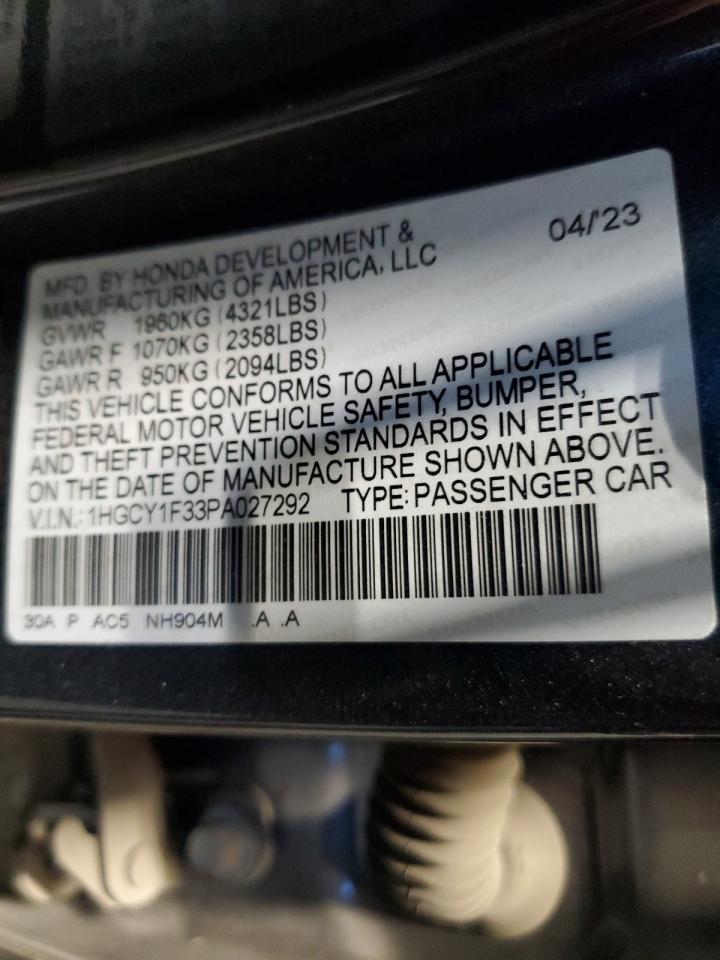 MFD. BY HONDA DEVELOPMENT &
MANUFACTURING OF AMERICA, LLC
04/'23
GVWR 1960KG (4321LBS)
GAWR F 1070KG (2358LBS)
GAWR R 950KG (2094LBS)
THIS VEHICLE CONFORMS TO ALL APPLICABLE
FEDERAL MOTOR VEHICLE SAFETY, BUMPER,
AND THEFT PREVENTION STANDARDS IN EFFECT
ON THE DATE OF MANUFACTURE SHOWN ABOVE.
V.I.N.: 1HGCY1F33PA027292 TYPE: PASSENGER CAR
30A P AC5 NH904M .A .A